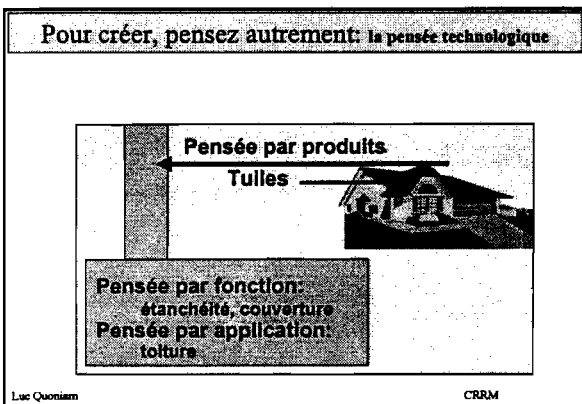 Pour créer, pensez autrement: la pensée technologique
Pensée par produits
Tuiles
Pensée par fonction:
étanchéité, couverture
Pensée par application:
toiture
Luc Quoniam
CRRM